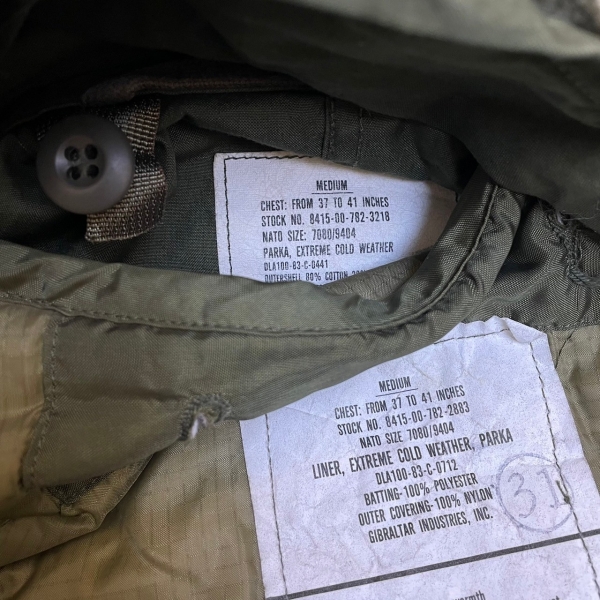 MEDIUM
CHEST: FROM 37 TO 41 INCHES
STOCK NO. 8415-00-782-3218
NATO SIZE: 7080/9404
PARKA, EXTREME COLD WEATHER
DLA100-83-C-0441
OUTERSHELL 80% COTTON
MEDIUM
CHEST: FROM 37 TO 41 INCHES
STOCK NO. 8415-00-782-2883
NATO SIZE 7080/9404
LINER, EXTREME COLD WEATHER, PARKA
DLA100-83-C-0712
BATTING-100% POLYESTER
OUTER COVERING-100% NYLON
GIBRALTAR INDUSTRIES, INC.
31